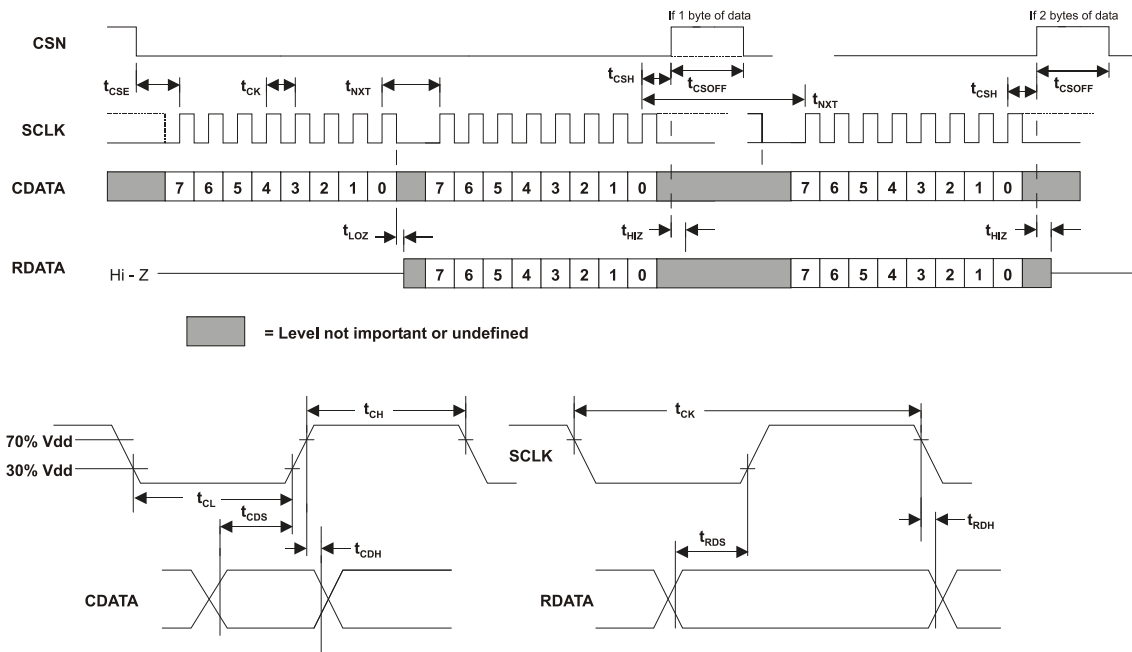 If 1 byte of data If 2 bytes of data
CSN
tCSE tCK tNXT tCSH tCSOFF tNXT tCSH tCSOFF
SCLK
CDATA 7 6 5 4 3 2 1 0 7 6 5 4 3 2 1 0 7 6 5 4 3 2 1 0
tLOZ tHIZ tHIZ
RDATA Hi - Z 7 6 5 4 3 2 1 0 7 6 5 4 3 2 1 0
= Level not important or undefined
tCH tCK
70% Vdd
SCLK
30% Vdd
tCL
tCDS tRDS tRDH
tCDH
CDATA RDATA